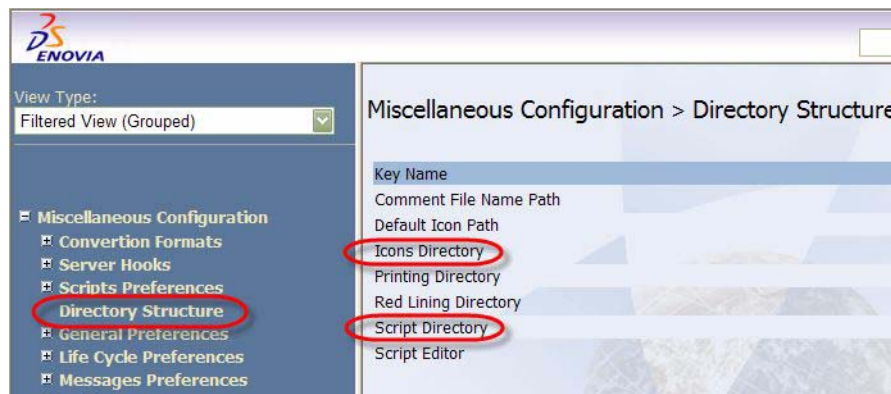 DS
ENOVIA
View Type:
Filtered View (Grouped)
Miscellaneous Configuration
Convertion Formats
Server Hooks
Scripts Preferences
Directory Structure
General Preferences
Life Cycle Preferences
Messages Preferences
Miscellaneous Configuration > Directory Structure
Key Name
Comment File Name Path
Default Icon Path
Icons Directory
Printing Directory
Red Lining Directory
Script Directory
Script Editor